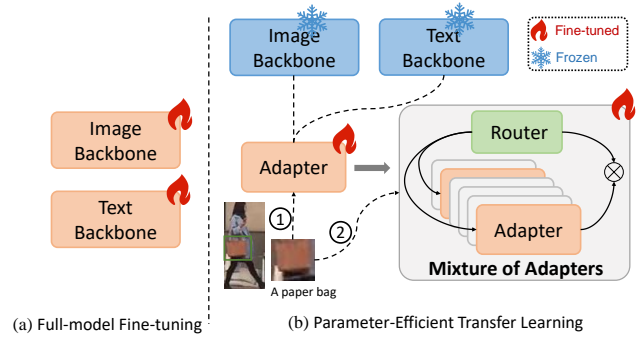 Image
Backbone
Text
Backbone
Fine-tuned
Frozen
Image
Backbone
Text
Backbone
Adapter
Router
Adapter
Mixture of Adapters
1
2
A paper bag
(a) Full-model Fine-tuning
(b) Parameter-Efficient Transfer Learning